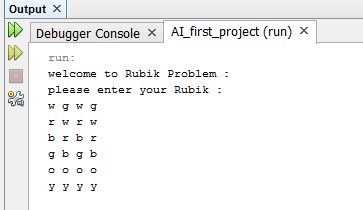 Output ×
Debugger Console × AI_first_project (run) ×
run:
welcome to Rubik Problem :
please enter your Rubik :
w g w g
r w r w
b r b r
g b g b
o o o o
y y y y